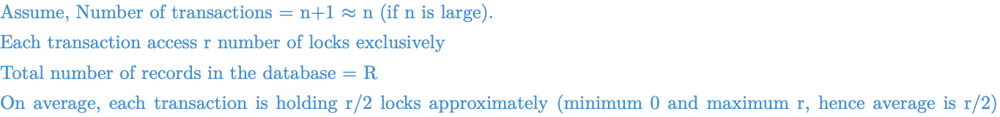 Assume, Number of transactions = n+1 ≈ n (if n is large).
Each transaction access r number of locks exclusively
Total number of records in the database = R
On average, each transaction is holding r/2 locks approximately (minimum 0 and maximum r, hence average is r/2)